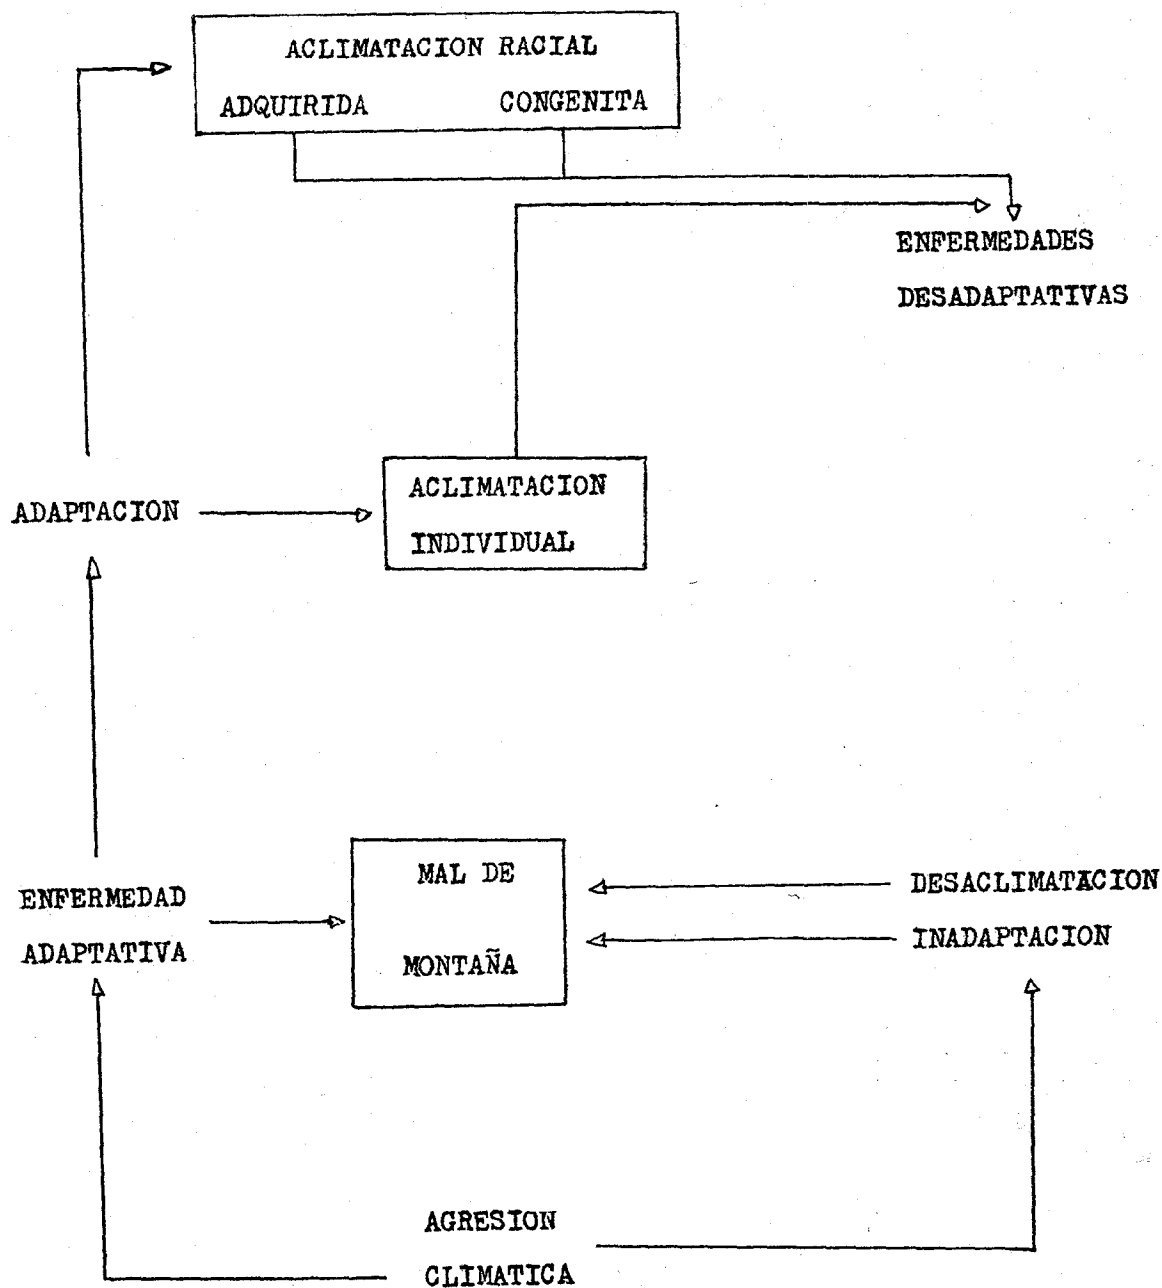 ACLIMATACION RACIAL
ADQUIRIDA CONGENITA
ENFERMEDADES
DESADAPTATIVAS
ADAPTACION
ACLIMATACION
INDIVIDUAL
ENFERMEDAD
ADAPTATIVA
MAL DE
MONTAÑA
DESACLIMATACION
INADAPTACION
AGRESION
CLIMATICA